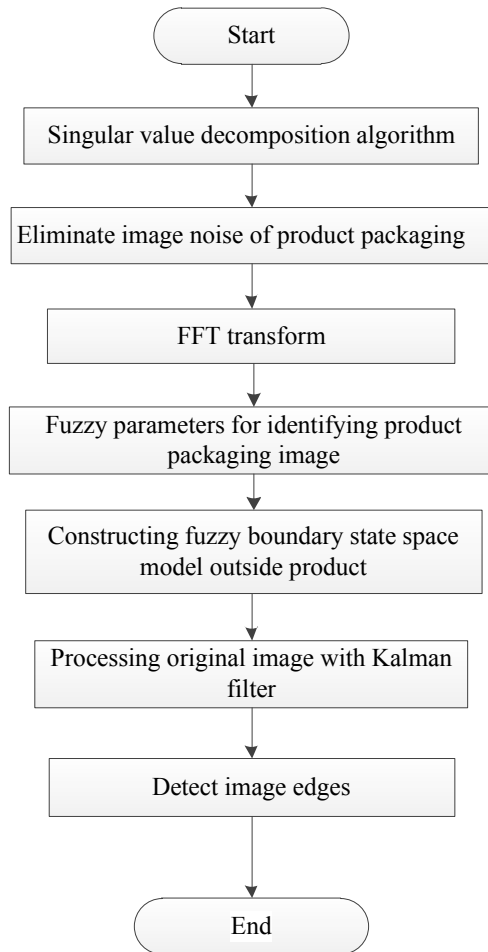 Start
Singular value decomposition algorithm
Eliminate image noise of product packaging
FFT transform
Fuzzy parameters for identifying product
packaging image
Constructing fuzzy boundary state space
model outside product
Processing original image with Kalman
filter
Detect image edges
End